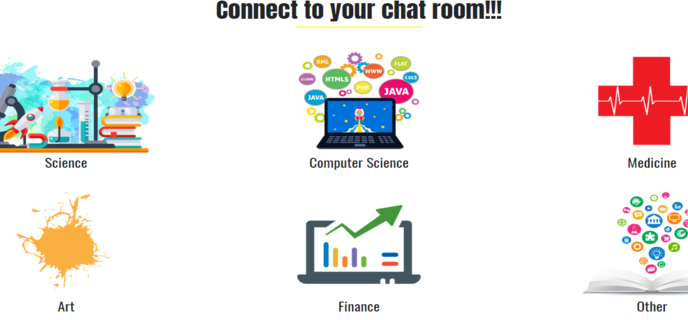 Connect to your chat room!!!
XML
FLAT
WWW
CSS3
HTML5
PHP
JAVA
JAVA
Science
Computer Science
Medicine
Art
Finance
Other